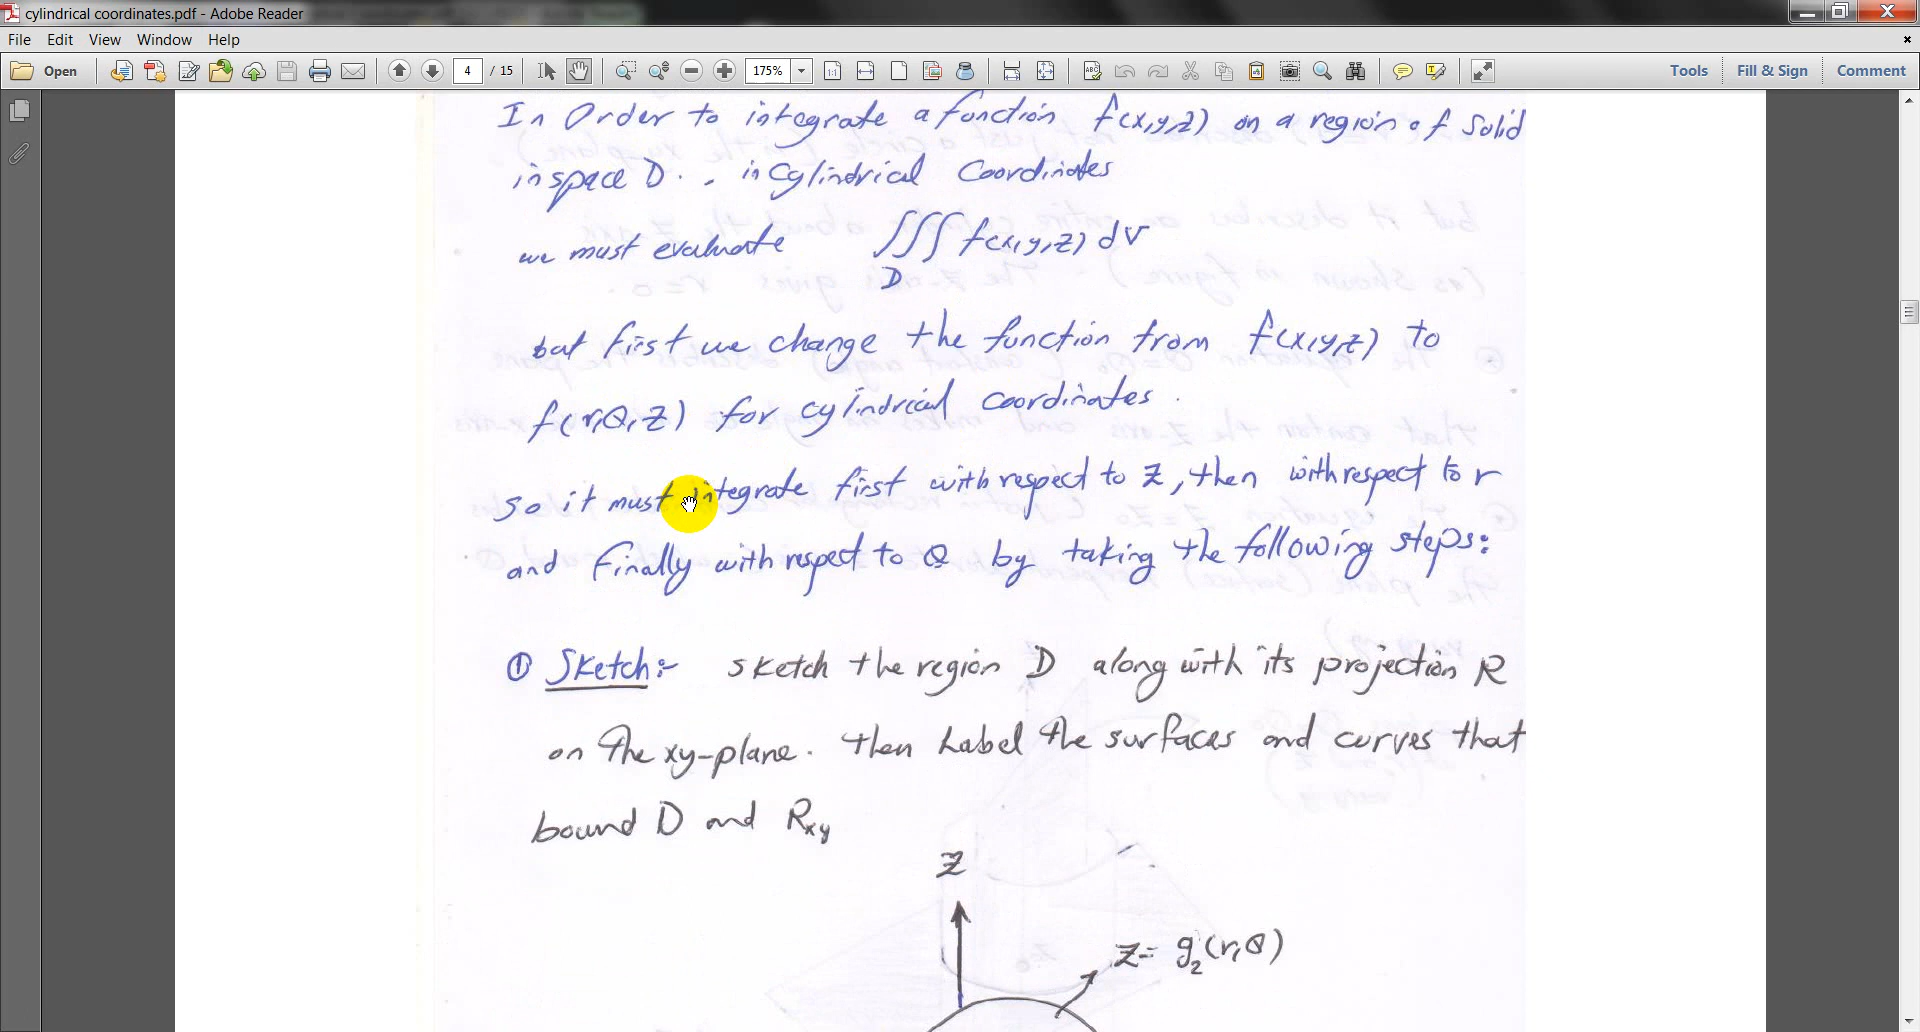 cylindrical coordinates.pdf - Adobe Reader
File Edit View Window Help
Open 4 / 15 175% Tools Fill & Sign Comment
In Order to integrate a function f(x,y,z) on a region of Solid
in space D. . in Cylindrical Coordinates
we must evaluate ∭ f(x,y,z) dV
D
but first we change the function from f(x,y,z) to
f(r,θ,z) for cylindrical coordinates.
so it must integrate first with respect to z, then with respect to r
and Finally with respect to θ by taking the following steps:
① Sketch:- sketch the region D along with its projection R
on the xy-plane. then Label the surfaces and curves that
bound D and Rxy
z
z= g₂(r,θ)